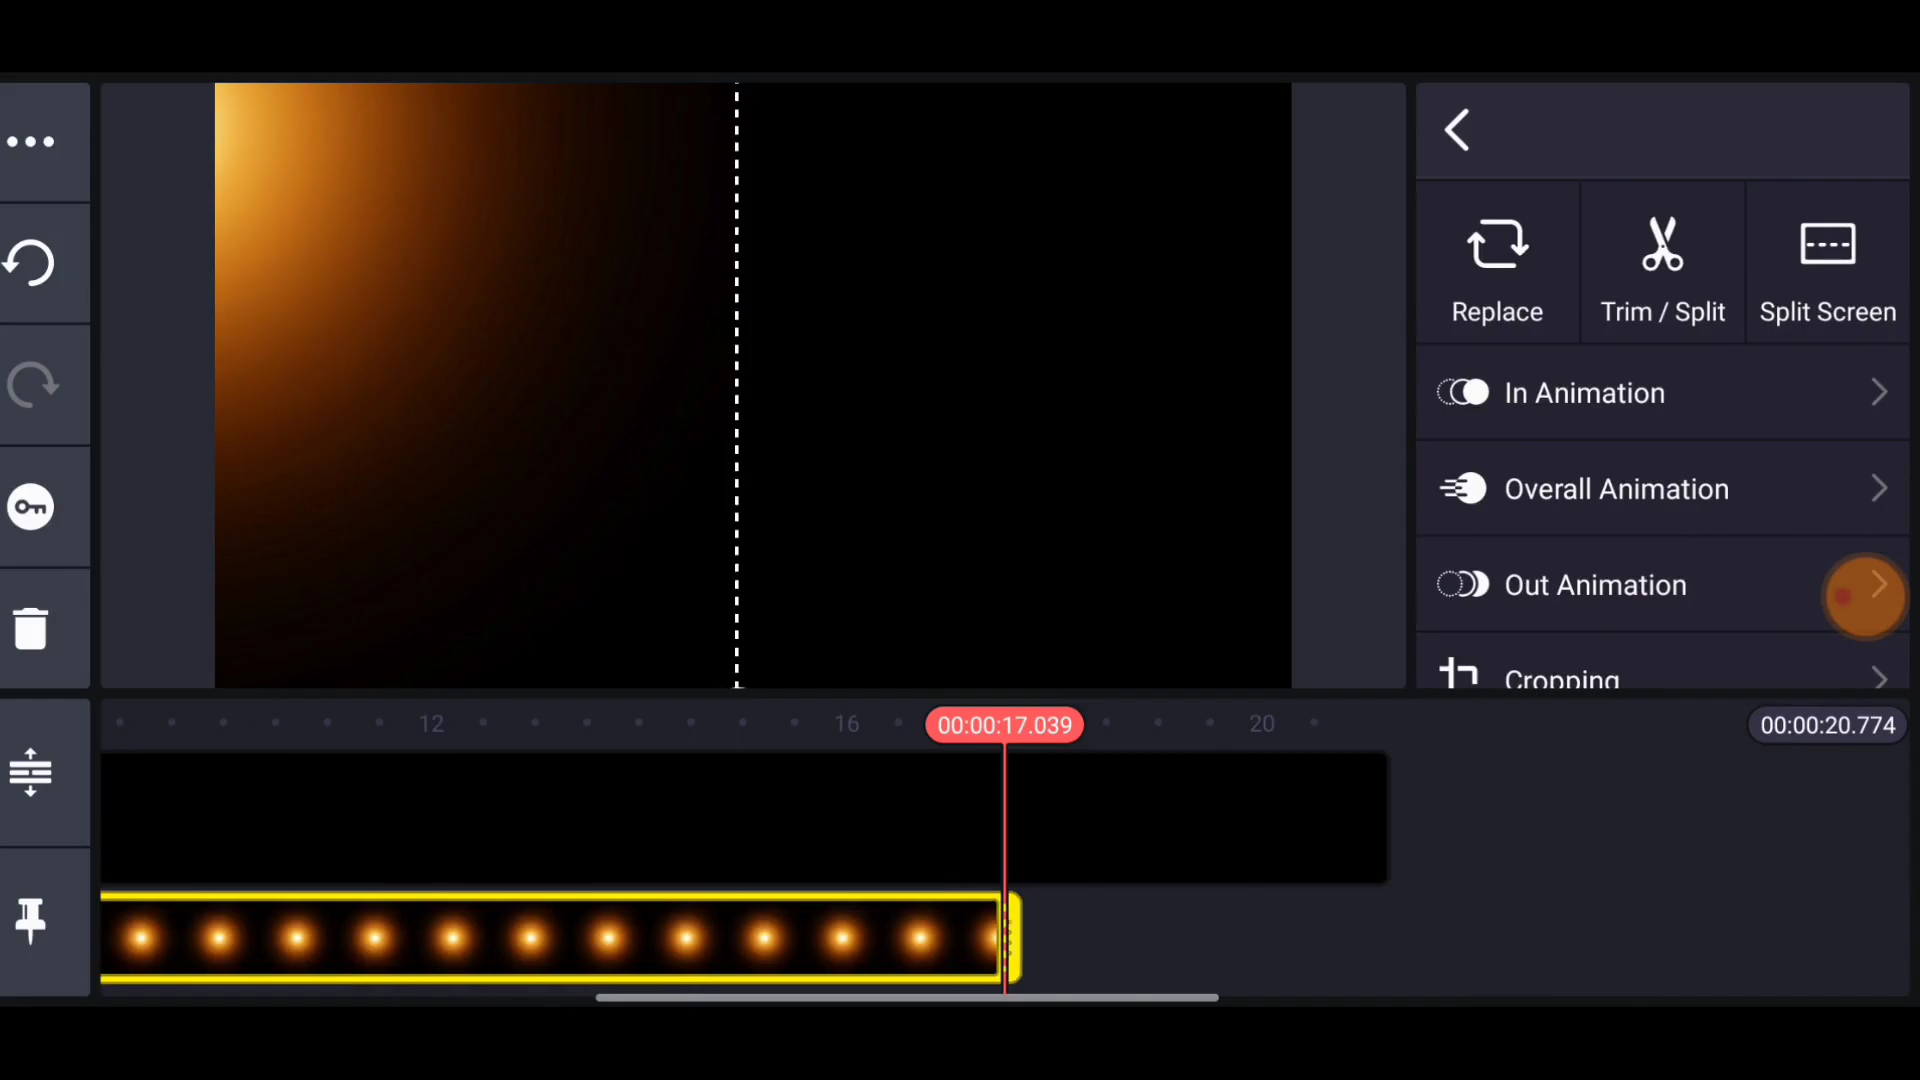 Replace
Trim / Split
Split Screen
In Animation
Overall Animation
Out Animation
Cropping
12
16
00:00:17.039
20
00:00:20.774